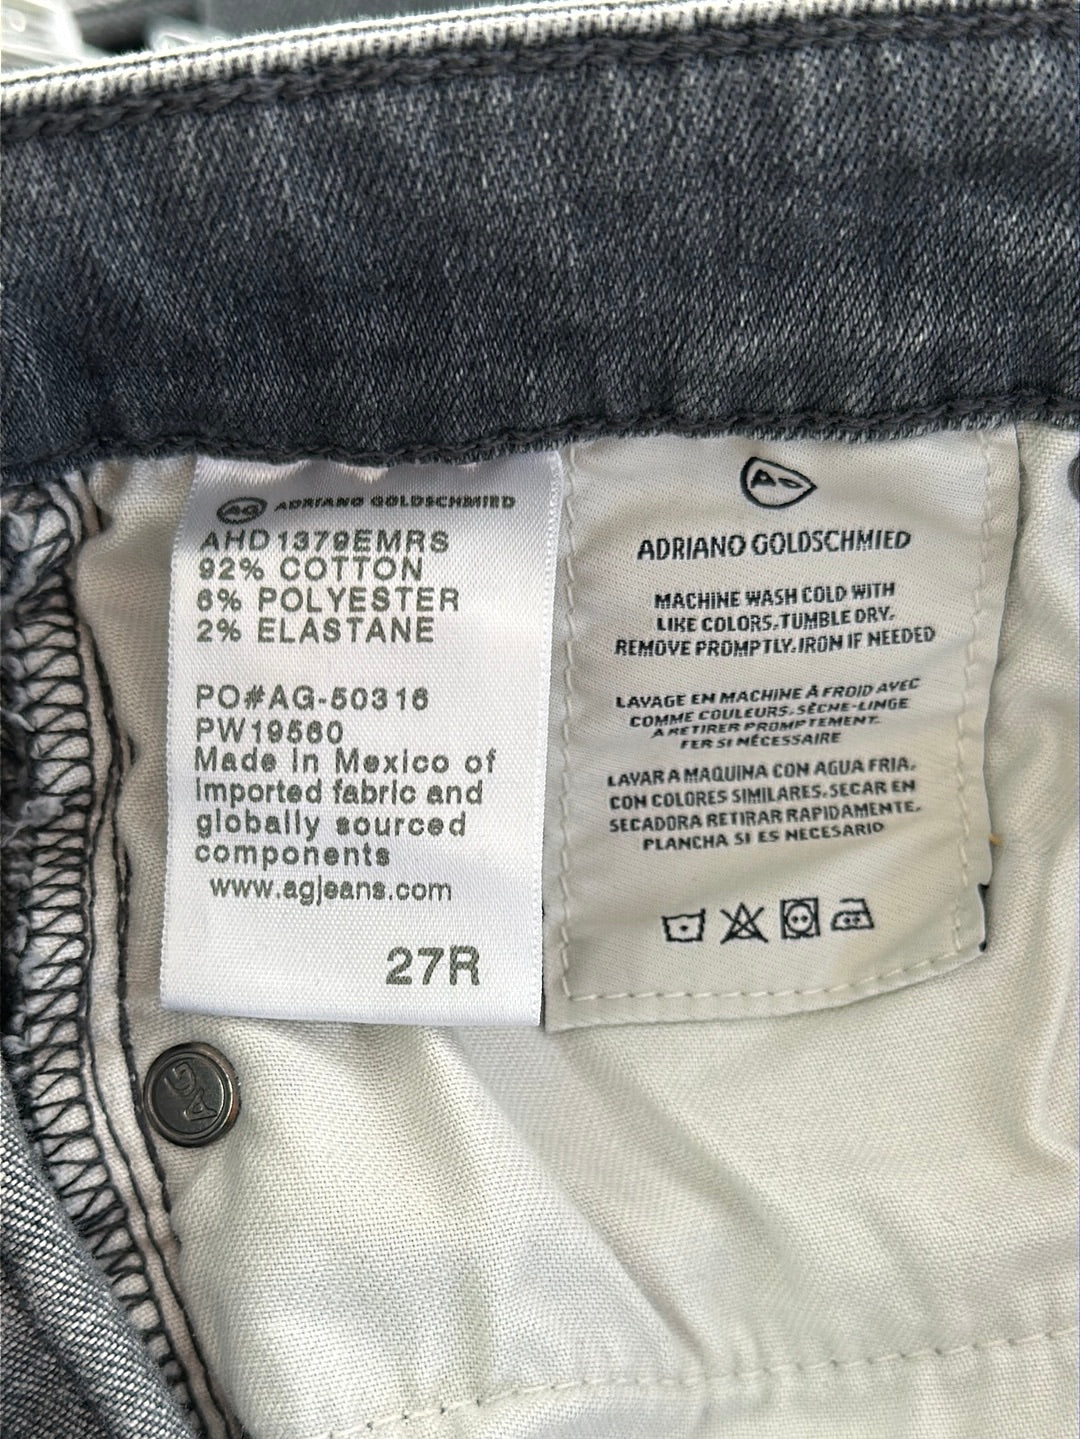 AG ADRIANO GOLDSCHMIED
AHD1379EMRS
92% COTTON
6% POLYESTER
2% ELASTANE
PO#AG-50316
PW19560
Made in Mexico of
imported fabric and
globally sourced
components
www.agjeans.com
27R
AG
ADRIANO GOLDSCHMIED
MACHINE WASH COLD WITH
LIKE COLORS. TUMBLE DRY.
REMOVE PROMPTLY. IRON IF NEEDED
LAVAGE EN MACHINE À FROID AVEC
COMME COULEURS. SÈCHE-LINGE
A RETIRER PROMPTEMENT.
FER SI NÉCESSAIRE
LAVAR A MAQUINA CON AGUA FRIA.
CON COLORES SIMILARES. SECAR EN
SECADORA RETIRAR RAPIDAMENTE.
PLANCHA SI ES NECESARIO
AG